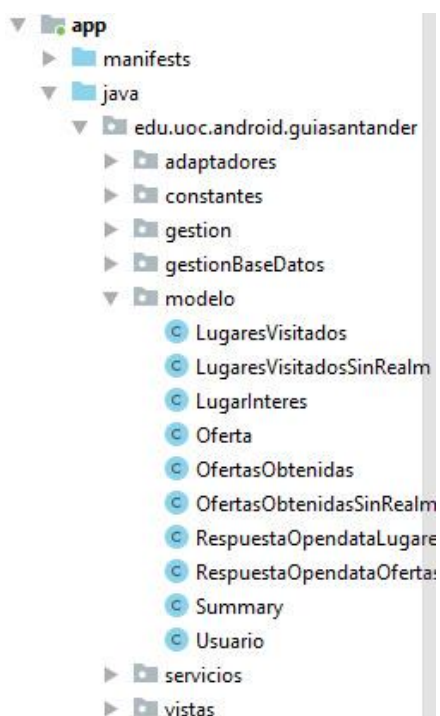 app
manifests
java
edu.uoc.android.guiasantander
adaptadores
constantes
gestion
gestionBaseDatos
modelo
LugaresVisitados
LugaresVisitadosSinRealm
LugarInteres
Oferta
OfertasObtenidas
OfertasObtenidasSinRealm
RespuestaOpendataLugare
RespuestaOpendataOfertas
Summary
Usuario
servicios
vistas